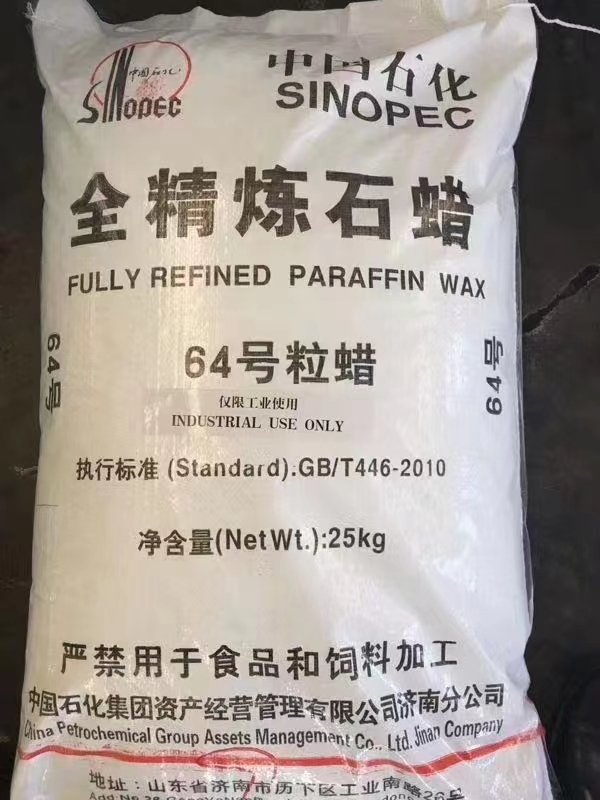 中国石化
SINOPEC
中国石化
SINOPEC
全精炼石蜡
FULLY REFINED PARAFFIN WAX
64号
64号粒蜡
64号
仅限工业使用
INDUSTRIAL USE ONLY
执行标准 (Standard).GB/T446-2010
净含量(Net Wt.):25kg
严禁用于食品和饲料加工
中国石化集团资产经营管理有限公司济南分公司
China Petrochemical Group Assets Management Co., Ltd. Jinan Company
地址:山东省济南市历下区工业南路26号